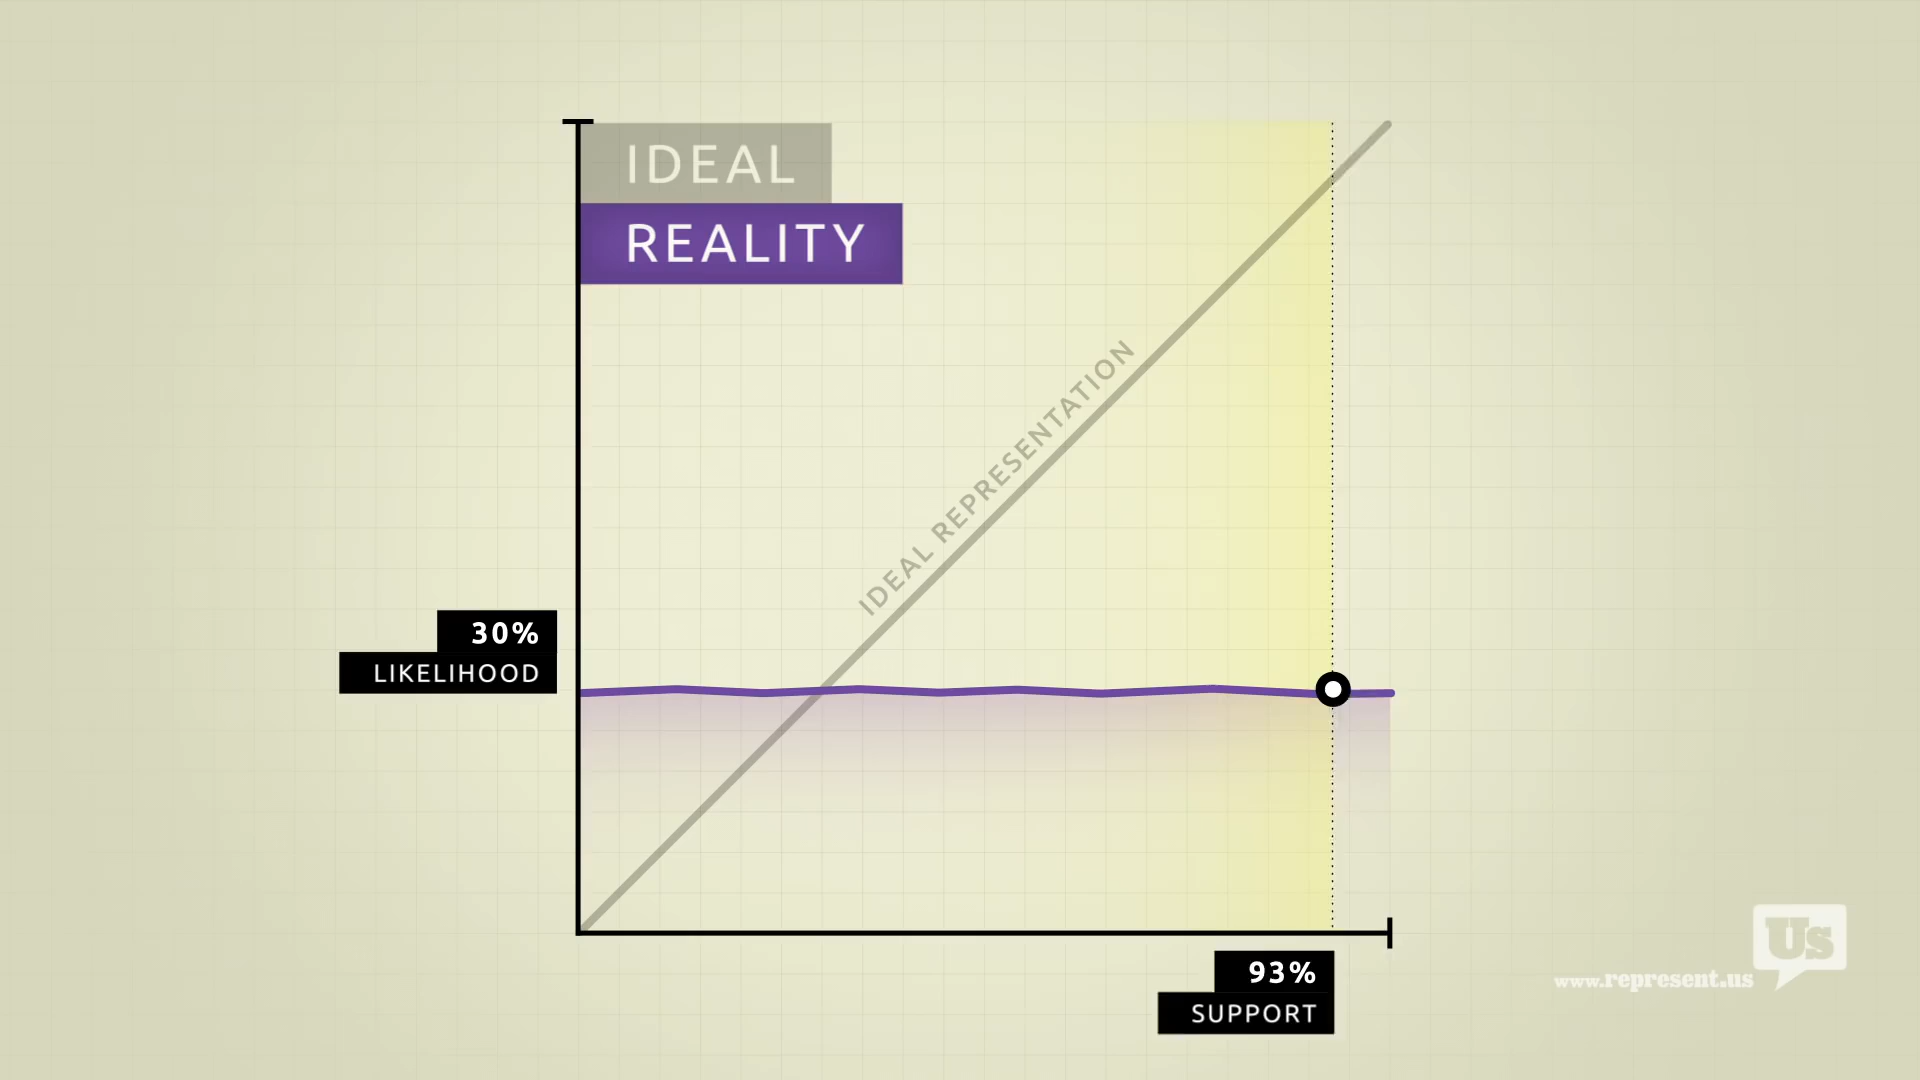 IDEAL
REALITY
IDEAL REPRESENTATION
30%
LIKELIHOOD
93%
SUPPORT
Us
www.represent.us